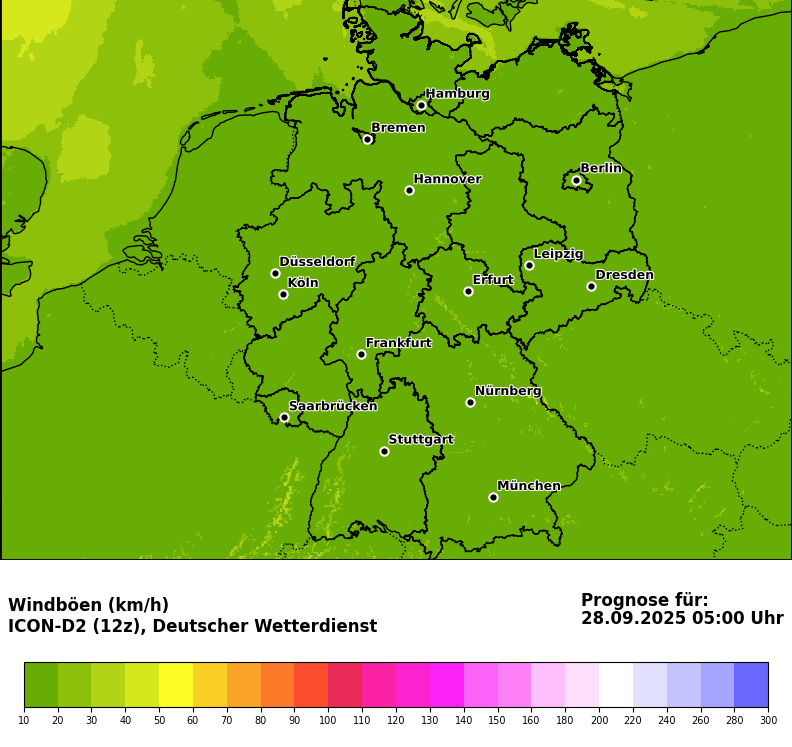 Hamburg
Bremen
Berlin
Hannover
Leipzig
Düsseldorf
Dresden
Köln
Erfurt
Frankfurt
Nürnberg
Saarbrücken
Stuttgart
München
Windböen (km/h)
ICON-D2 (12z), Deutscher Wetterdienst
Prognose für:
28.09.2025 05:00 Uhr
10 20 30 40 50 60 70 80 90 100 110 120 130 140 150 160 180 200 220 240 260 280 300